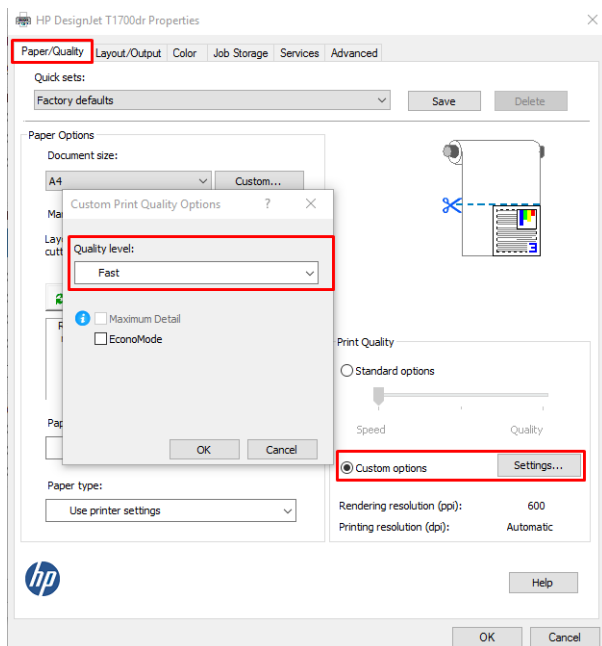 HP DesignJet T1700dr Properties
Paper/Quality Layout/Output Color Job Storage Services Advanced
Quick sets:
Factory defaults
Save Delete
Paper Options
Document size:
A4 Custom...
Custom Print Quality Options ?
Quality level:
Fast
Maximum Detail
EconoMode
OK Cancel
Paper type:
Use printer settings
3
Print Quality
Standard options
Speed Quality
Custom options Settings...
Rendering resolution (ppi): 600
Printing resolution (dpi): Automatic
hp
Help
OK Cancel